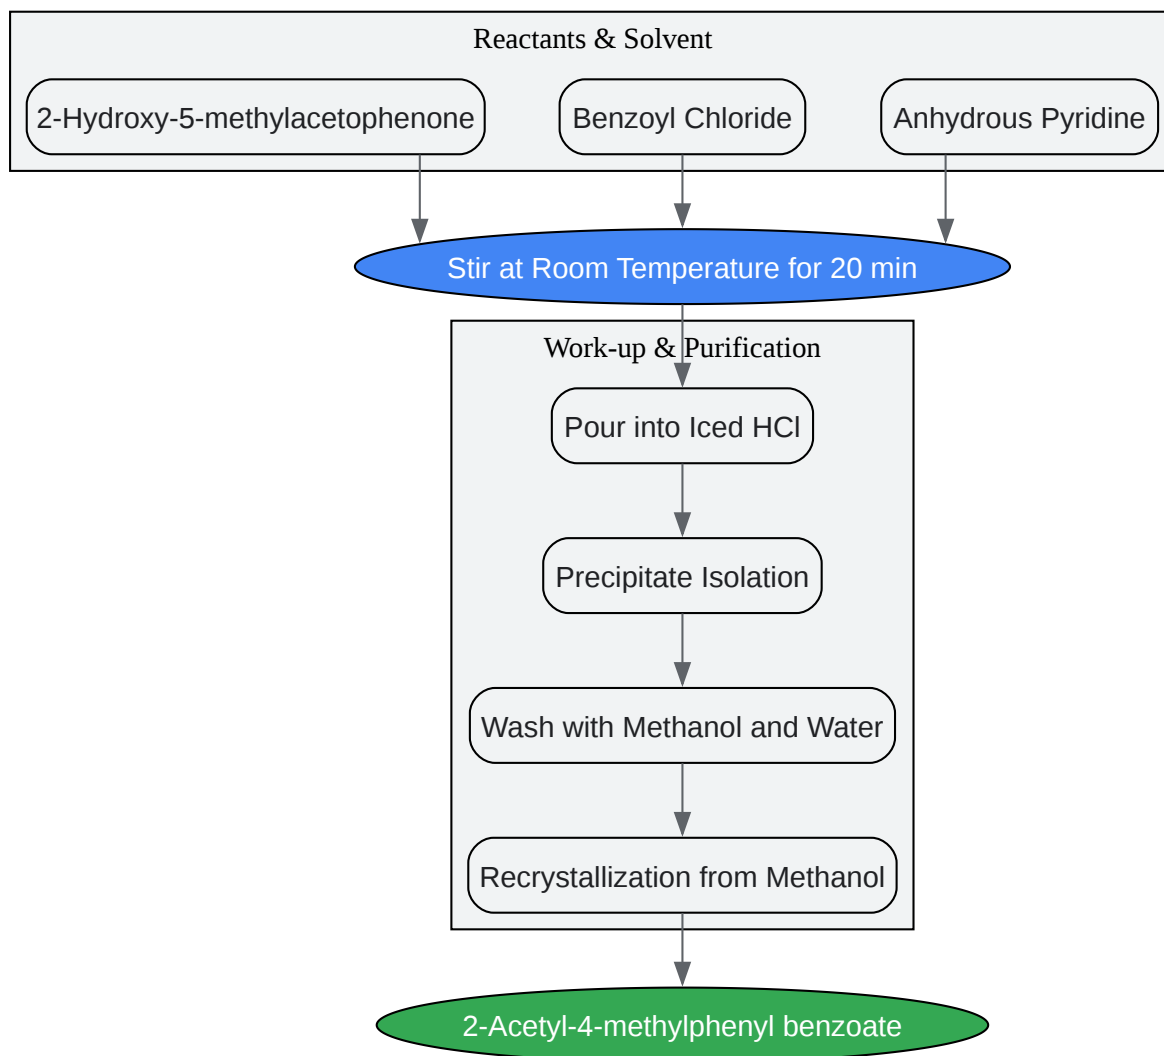 Reactants & Solvent
2-Hydroxy-5-methylacetophenone
Benzoyl Chloride
Anhydrous Pyridine
Stir at Room Temperature for 20 min
Work-up & Purification
Pour into Iced HCl
Precipitate Isolation
Wash with Methanol and Water
Recrystallization from Methanol
2-Acetyl-4-methylphenyl benzoate